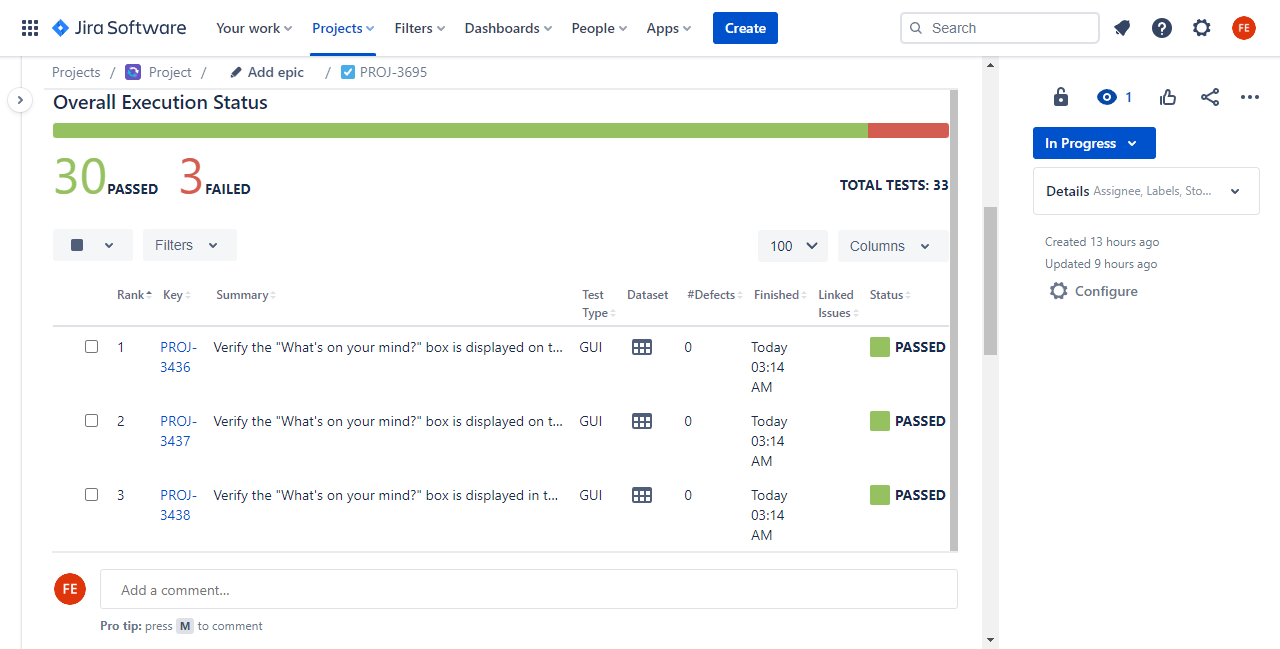 Jira Software Your work Projects Filters Dashboards People Apps Create Search FE
Projects / Project / Add epic / PROJ-3695
1
Overall Execution Status
In Progress
30 PASSED 3 FAILED TOTAL TESTS: 33
Details Assignee, Labels, Sto...
Created 13 hours ago
Updated 9 hours ago
Configure
Filters 100 Columns
Rank Key Summary Test Type Dataset #Defects Finished Linked Issues Status
1 PROJ-3436 Verify the "What's on your mind?" box is displayed on t... GUI 0 Today 03:14 AM PASSED
2 PROJ-3437 Verify the "What's on your mind?" box is displayed on t... GUI 0 Today 03:14 AM PASSED
3 PROJ-3438 Verify the "What's on your mind?" box is displayed in t... GUI 0 Today 03:14 AM PASSED
FE Add a comment...
Pro tip: press M to comment